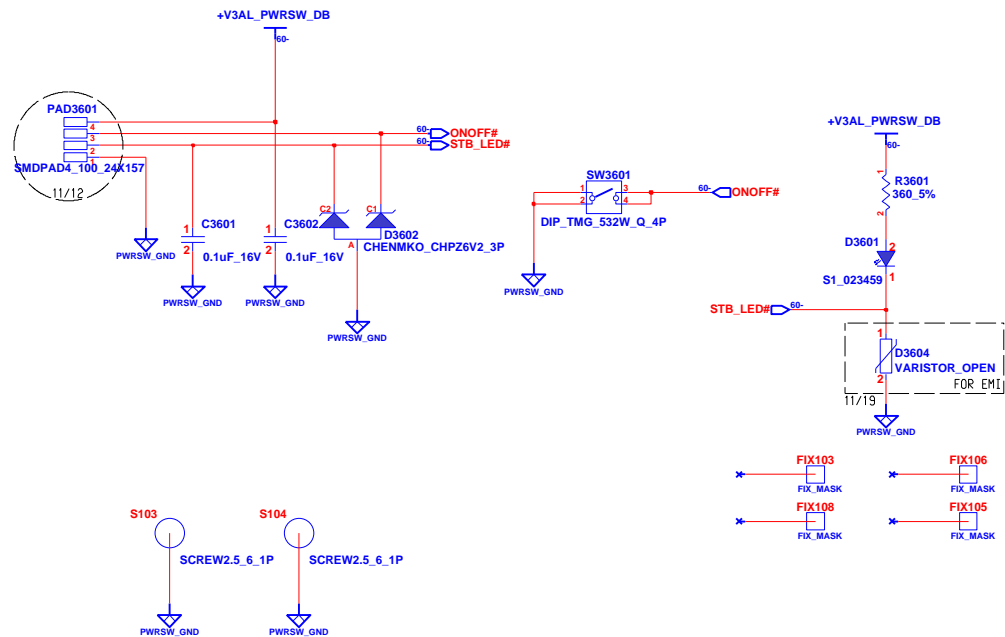 +V3AL_PWRSW_DB
60-
PAD3601
4
3
2
1
SMDPAD4_100_24X157
11/12
60-
ONOFF#
60-
STB_LED#
PWRSW_GND
C3601
1
2
0.1uF_16V
PWRSW_GND
C3602
1
2
0.1uF_16V
PWRSW_GND
C2
C1
A
D3602
CHENMKO_CHPZ6V2_3P
PWRSW_GND
SW3601
1
2
3
4
DIP_TMG_532W_Q_4P
60-
ONOFF#
PWRSW_GND
+V3AL_PWRSW_DB
60-
1
R3601
360_5%
2
D3601
2
S1_023459
1
STB_LED#
60-
1
D3604
VARISTOR_OPEN
2
FOR EMI
11/19
PWRSW_GND
FIX103
FIX_MASK
FIX106
FIX_MASK
FIX108
FIX_MASK
FIX105
FIX_MASK
S103
SCREW2.5_6_1P
PWRSW_GND
S104
SCREW2.5_6_1P
PWRSW_GND